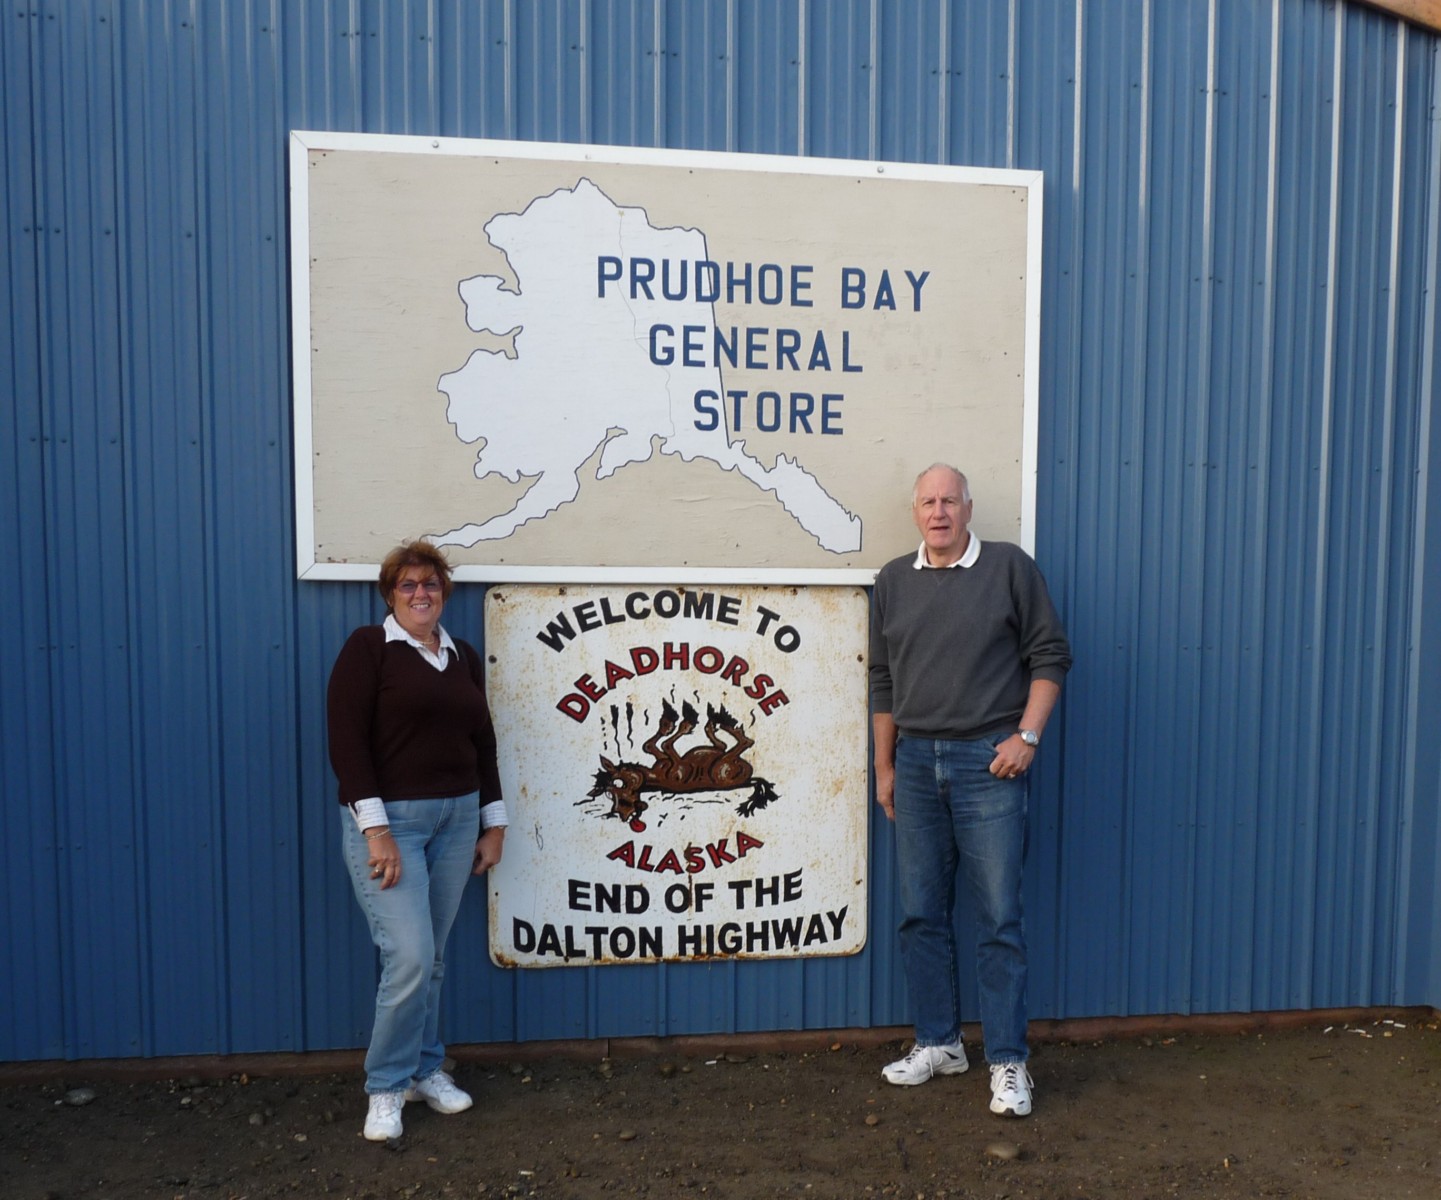 PRUDHOE BAY
GENERAL
STORE
WELCOME TO
DEADHORSE
ALASKA
END OF THE
DALTON HIGHWAY